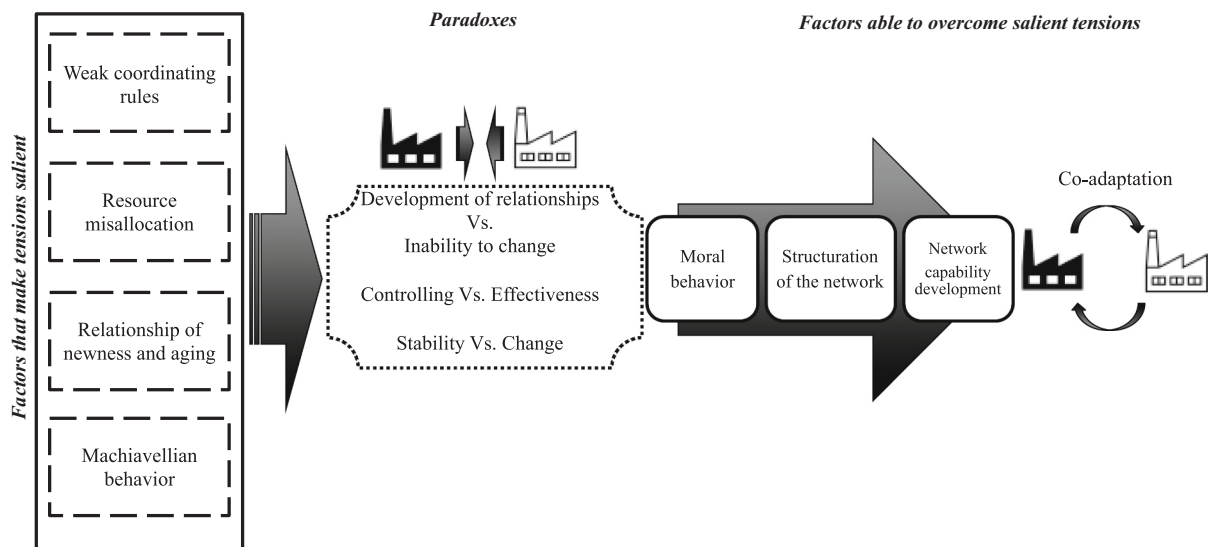 Factors that make tensions salient
Weak coordinating
rules
Resource
misallocation
Relationship of
newness and aging
Machiavellian
behavior
Paradoxes
Development of relationships
Vs.
Inability to change
Controlling Vs. Effectiveness
Stability Vs. Change
Factors able to overcome salient tensions
Moral
behavior
Structuration
of the network
Network
capability
development
Co-adaptation